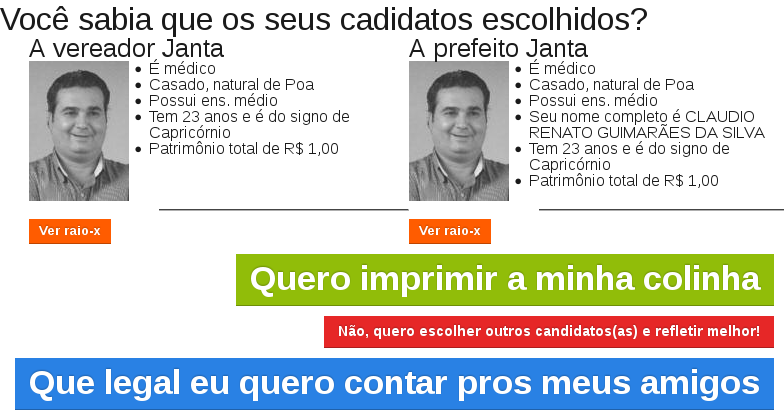 Você sabia que os seus cadidatos escolhidos?
A vereador Janta
É médico
Casado, natural de Poa
Possui ens. médio
Tem 23 anos e é do signo de
Capricórnio
Patrimônio total de R$ 1,00
Ver raio-x
A prefeito Janta
É médico
Casado, natural de Poa
Possui ens. médio
Seu nome completo é CLAUDIO
RENATO GUIMARÃES DA SILVA
Tem 23 anos e é do signo de
Capricórnio
Patrimônio total de R$ 1,00
Ver raio-x
Quero imprimir a minha colinha
Não, quero escolher outros candidatos(as) e refletir melhor!
Que legal eu quero contar pros meus amigos